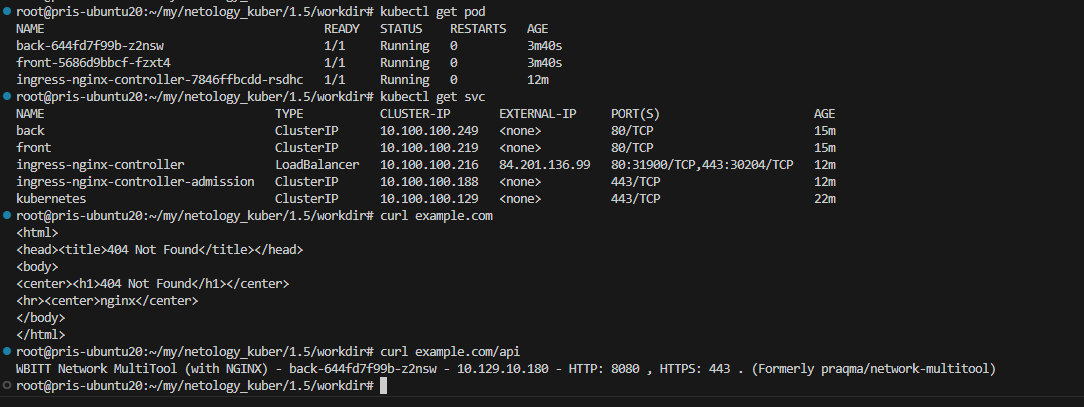 root@pris-ubuntu20:~/my/netology_kuber/1.5/workdir# kubectl get pod
NAME READY STATUS RESTARTS AGE
back-644fd7f99b-z2nsw 1/1 Running 0 3m40s
front-5686d9bbcf-fzxt4 1/1 Running 0 3m40s
ingress-nginx-controller-7846ffbcdd-rsdhc 1/1 Running 0 12m
root@pris-ubuntu20:~/my/netology_kuber/1.5/workdir# kubectl get svc
NAME TYPE CLUSTER-IP EXTERNAL-IP PORT(S) AGE
back ClusterIP 10.100.100.249 <none> 80/TCP 15m
front ClusterIP 10.100.100.219 <none> 80/TCP 15m
ingress-nginx-controller LoadBalancer 10.100.100.216 84.201.136.99 80:31900/TCP,443:30204/TCP 12m
ingress-nginx-controller-admission ClusterIP 10.100.100.188 <none> 443/TCP 12m
kubernetes ClusterIP 10.100.100.129 <none> 443/TCP 22m
root@pris-ubuntu20:~/my/netology_kuber/1.5/workdir# curl example.com
<html>
<head><title>404 Not Found</title></head>
<body>
<center><h1>404 Not Found</h1></center>
<hr><center>nginx</center>
</body>
</html>
root@pris-ubuntu20:~/my/netology_kuber/1.5/workdir# curl example.com/api
WBITT Network MultiTool (with NGINX) - back-644fd7f99b-z2nsw - 10.129.10.180 - HTTP: 8080 , HTTPS: 443 . (Formerly praqma/network-multitool)
root@pris-ubuntu20:~/my/netology_kuber/1.5/workdir#